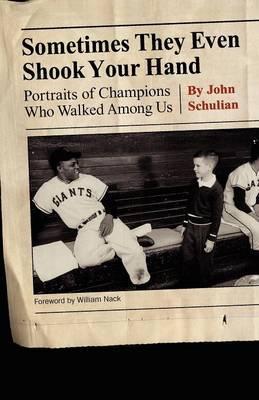 Sometimes They Even
Shook Your Hand
Portraits of Champions
Who Walked Among Us
By John
Schulian
GIANTS
Foreword by William Nack